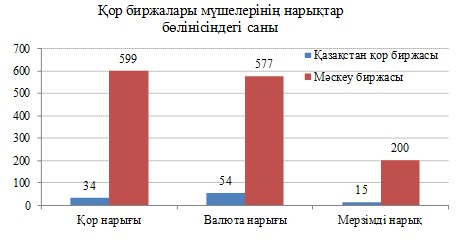 Қор биржалары мүшелерінің нарықтар
бөлінісіндегі саны
Қазақстан қор биржасы
Мәскеу биржасы
700
600
500
400
300
200
100
0
34
599
54
577
15
200
Қор нарығы
Валюта нарығы
Мерзімді нарық